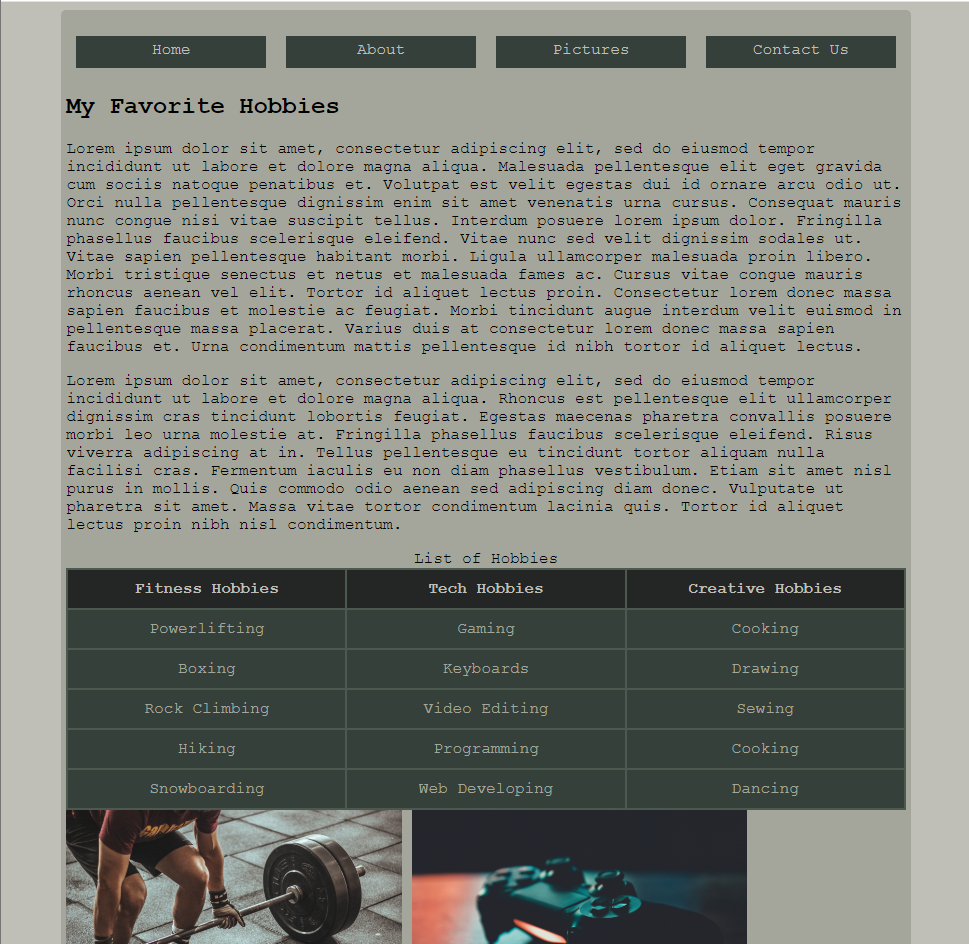 Home About Pictures Contact Us
My Favorite Hobbies
Lorem ipsum dolor sit amet, consectetur adipiscing elit, sed do eiusmod tempor
incididunt ut labore et dolore magna aliqua. Malesuada pellentesque elit eget gravida
cum sociis natoque penatibus et. Volutpat est velit egestas dui id ornare arcu odio ut.
Orci nulla pellentesque dignissim enim sit amet venenatis urna cursus. Consequat mauris
nunc congue nisi vitae suscipit tellus. Interdum posuere lorem ipsum dolor. Fringilla
phasellus faucibus scelerisque eleifend. Vitae nunc sed velit dignissim sodales ut.
Vitae sapien pellentesque habitant morbi. Ligula ullamcorper malesuada proin libero.
Morbi tristique senectus et netus et malesuada fames ac. Cursus vitae congue mauris
rhoncus aenean vel elit. Tortor id aliquet lectus proin. Consectetur lorem donec massa
sapien faucibus et molestie ac feugiat. Morbi tincidunt augue interdum velit euismod in
pellentesque massa placerat. Varius duis at consectetur lorem donec massa sapien
faucibus et. Urna condimentum mattis pellentesque id nibh tortor id aliquet lectus.
Lorem ipsum dolor sit amet, consectetur adipiscing elit, sed do eiusmod tempor
incididunt ut labore et dolore magna aliqua. Rhoncus est pellentesque elit ullamcorper
dignissim cras tincidunt lobortis feugiat. Egestas maecenas pharetra convallis posuere
morbi leo urna molestie at. Fringilla phasellus faucibus scelerisque eleifend. Risus
viverra adipiscing at in. Tellus pellentesque eu tincidunt tortor aliquam nulla
facilisi cras. Fermentum iaculis eu non diam phasellus vestibulum. Etiam sit amet nisl
purus in mollis. Quis commodo odio aenean sed adipiscing diam donec. Vulputate ut
pharetra sit amet. Massa vitae tortor condimentum lacinia quis. Tortor id aliquet
lectus proin nibh nisl condimentum.
List of Hobbies
Fitness Hobbies Tech Hobbies Creative Hobbies
Powerlifting Gaming Cooking
Boxing Keyboards Drawing
Rock Climbing Video Editing Sewing
Hiking Programming Cooking
Snowboarding Web Developing Dancing